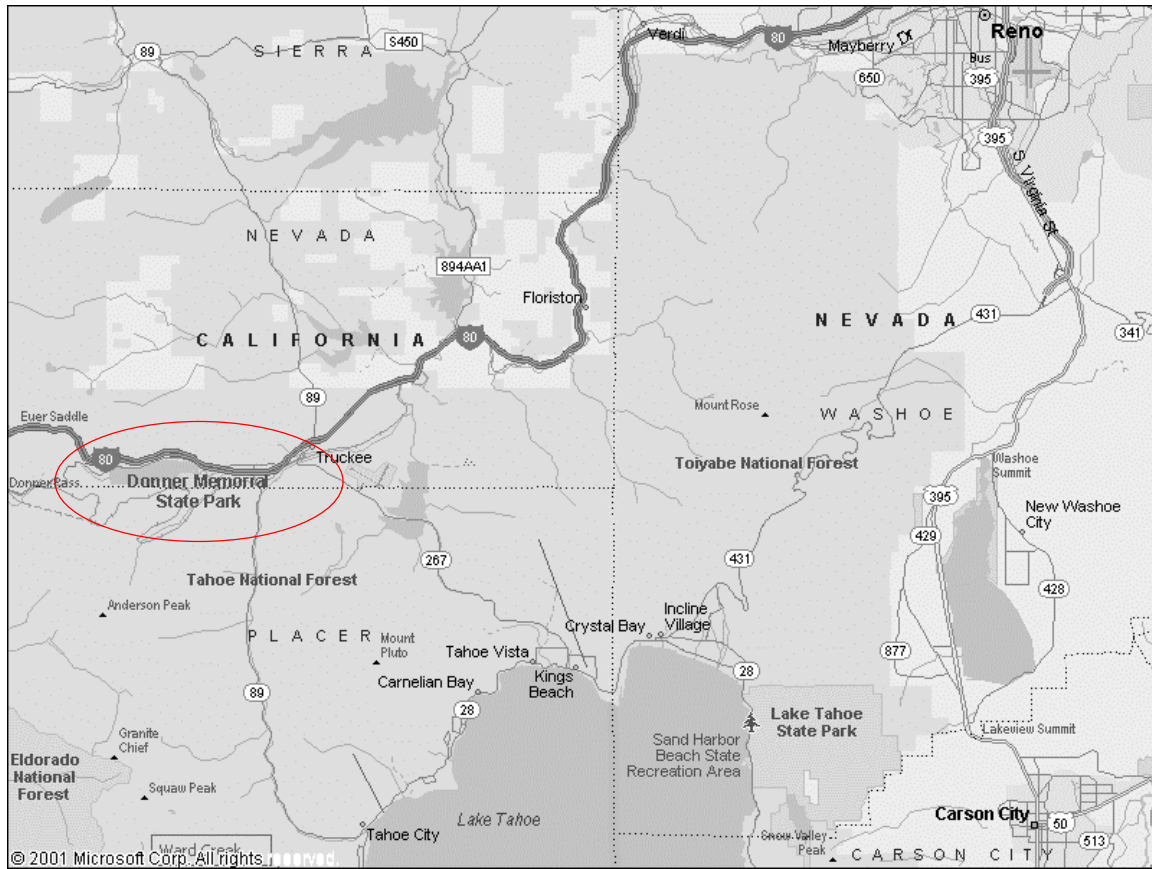 Reno
Verdi
80
Mayberry Dr
Bus
395
650
S Virginia St
395
89
SIERRA
S450
NEVADA
894AA1
Floriston
CALIFORNIA
80
NEVADA
431
341
89
Mount Rose
WASHOE
Euer Saddle
80
Truckee
Donner Pass
Donner Memorial
State Park
Toiyabe National Forest
Washoe
Summit
395
New Washoe
City
429
267
431
428
Tahoe National Forest
Anderson Peak
PLACER
Mount
Pluto
Crystal Bay
Incline
Village
Tahoe Vista
Kings
Beach
877
28
Carnelian Bay
89
28
Lake Tahoe
State Park
Granite
Chief
Sand Harbor
Beach State
Recreation Area
Lakeview Summit
Eldorado
National
Forest
Squaw Peak
Lake Tahoe
Tahoe City
Carson City
50
513
Snow Valley
Peak
CARSON CITY
Ward Creek
© 2001 Microsoft Corp. All rights reserved.